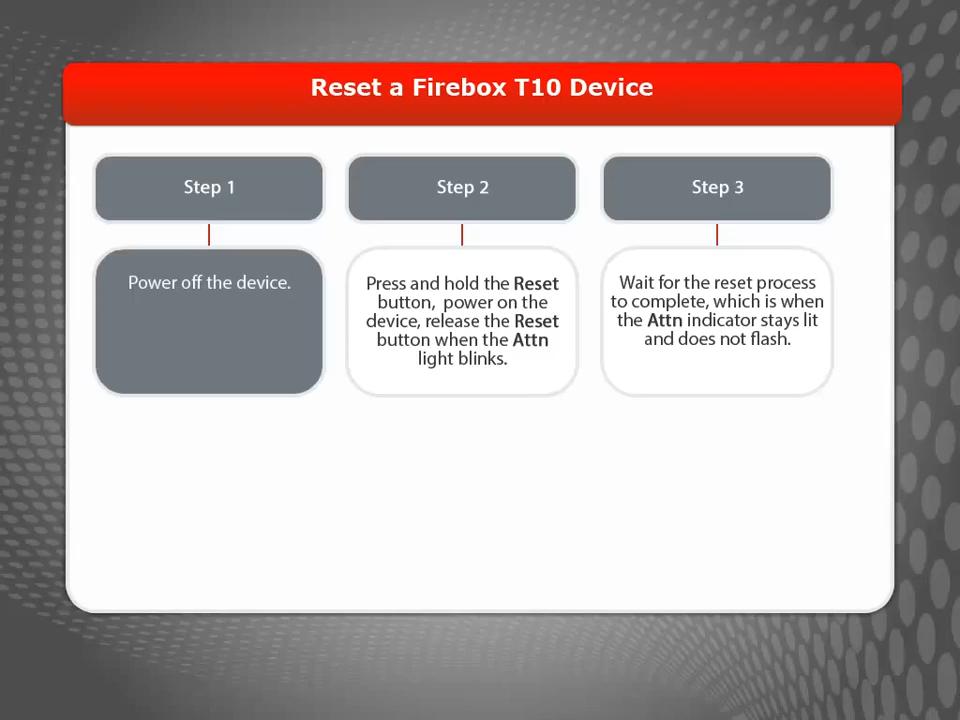 Reset a Firebox T10 Device
Step 1
Power off the device.
Step 2
Press and hold the Reset
button, power on the
device, release the Reset
button when the Attn
light blinks.
Step 3
Wait for the reset process
to complete, which is when
the Attn indicator stays lit
and does not flash.